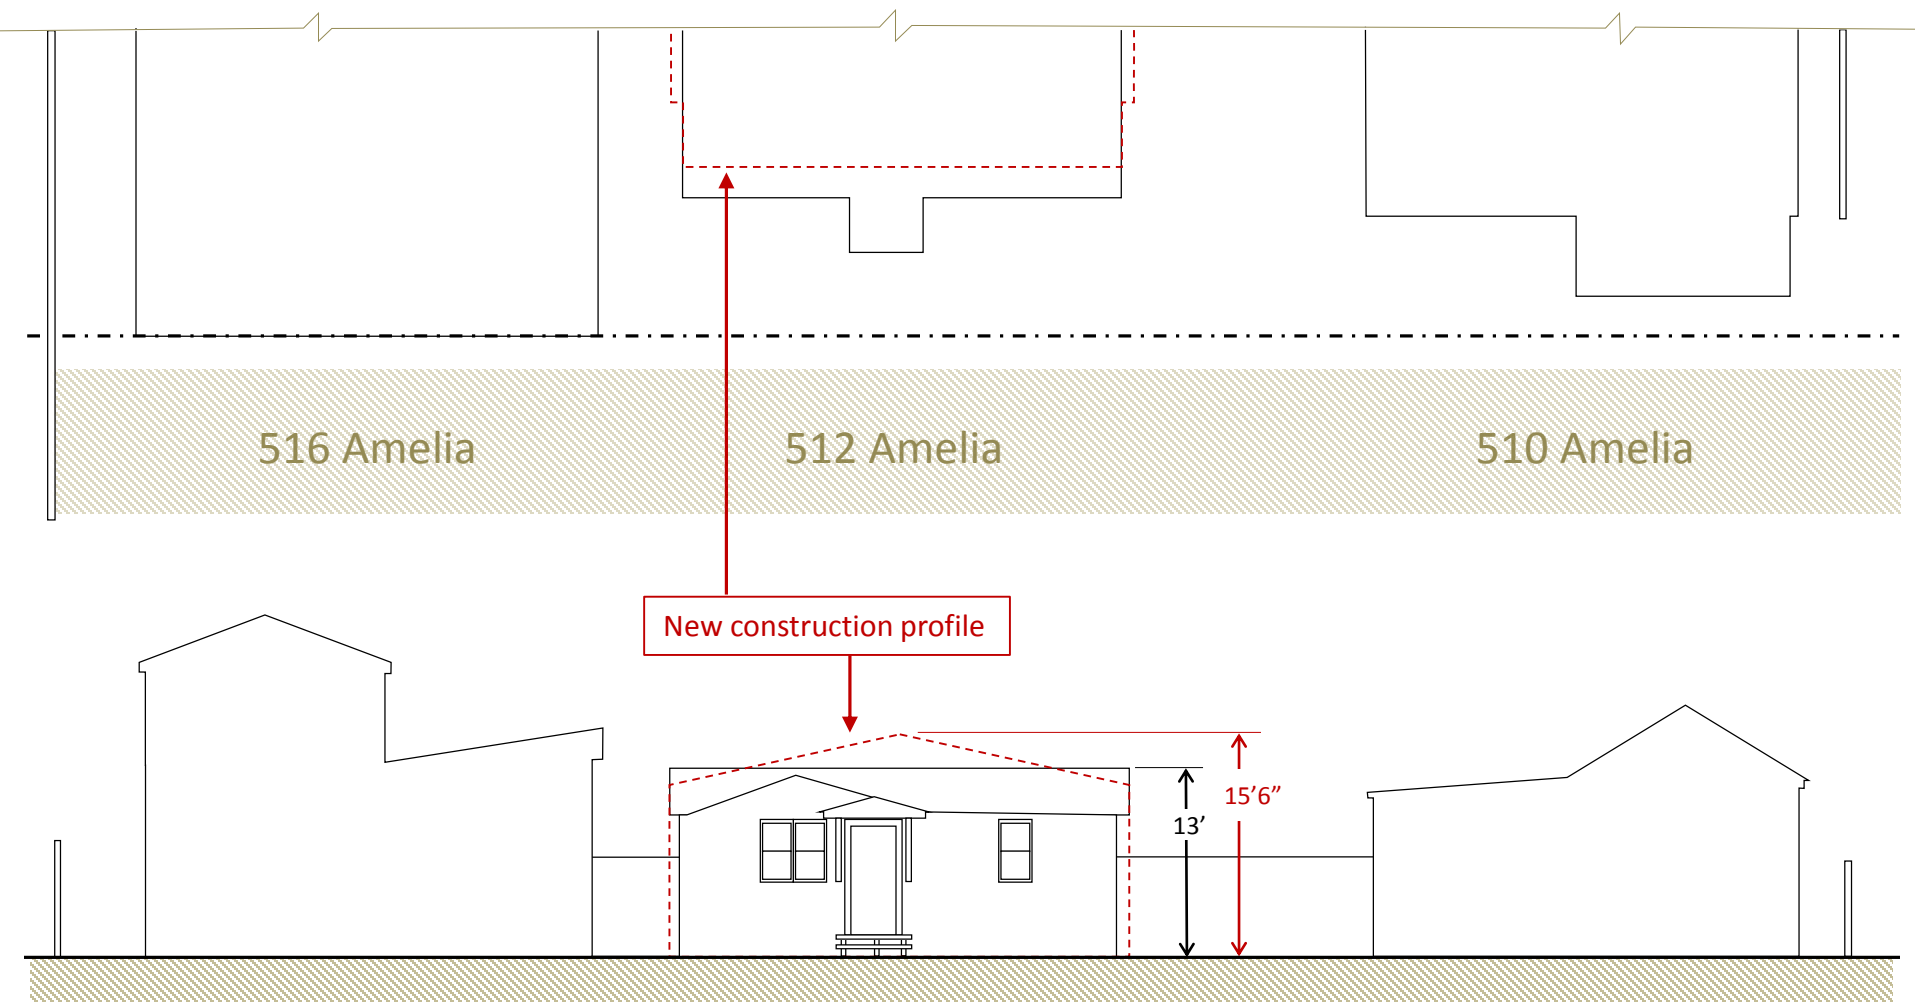 516 Amelia
512 Amelia
510 Amelia
New construction profile
15’6”
13’